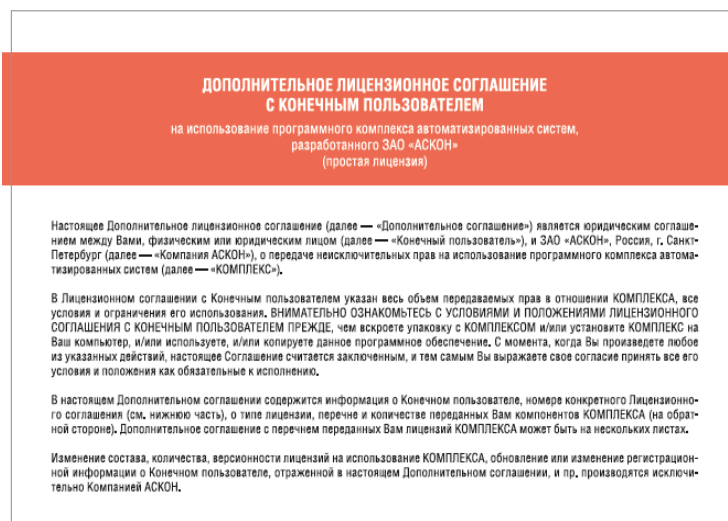 ДОПОЛНИТЕЛЬНОЕ ЛИЦЕНЗИОННОЕ СОГЛАШЕНИЕ
С КОНЕЧНЫМ ПОЛЬЗОВАТЕЛЕМ
на использование программного комплекса автоматизированных систем,
разработанного ЗАО «АСКОН»
(простая лицензия)
Настоящее Дополнительное лицензионное соглашение (далее — «Дополнительное соглашение») является юридическим соглаше-
нием между Вами, физическим или юридическим лицом (далее — «Конечный пользователь»), и ЗАО «АСКОН», Россия, г. Санкт-
Петербург (далее — «Компания АСКОН»), о передаче неисключительных прав на использование программного комплекса автома-
тизированных систем (далее — «КОМПЛЕКС»).
В Лицензионном соглашении с Конечным пользователем указан весь объем передаваемых прав в отношении КОМПЛЕКСА, все
условия и ограничения его использования. ВНИМАТЕЛЬНО ОЗНАКОМЬТЕСЬ С УСЛОВИЯМИ И ПОЛОЖЕНИЯМИ ЛИЦЕНЗИОННОГО
СОГЛАШЕНИЯ С КОНЕЧНЫМ ПОЛЬЗОВАТЕЛЕМ ПРЕЖДЕ, чем вскроете упаковку с КОМПЛЕКСОМ и/или установите КОМПЛЕКС на
Ваш компьютер, и/или используете, и/или копируете данное программное обеспечение. С момента, когда Вы произведете любое
из указанных действий, настоящее Соглашение считается заключенным, и тем самым Вы выражаете свое согласие принять все его
условия и положения как обязательные к исполнению.
В настоящем Дополнительном соглашении содержится информация о Конечном пользователе, номере конкретного Лицензионно-
го соглашения (см. нижнюю часть), о типе лицензии, перечне и количестве переданных Вам компонентов КОМПЛЕКСА (на обрат-
ной стороне). Дополнительное соглашение с перечнем переданных Вам лицензий КОМПЛЕКСА может быть на нескольких листах.
Изменение состава, количества, версионности лицензий на использование КОМПЛЕКСА, обновление или изменение регистрацион-
ной информации о Конечном пользователе, отраженной в настоящем Дополнительном соглашении, и пр. производятся исключи-
тельно Компанией АСКОН.